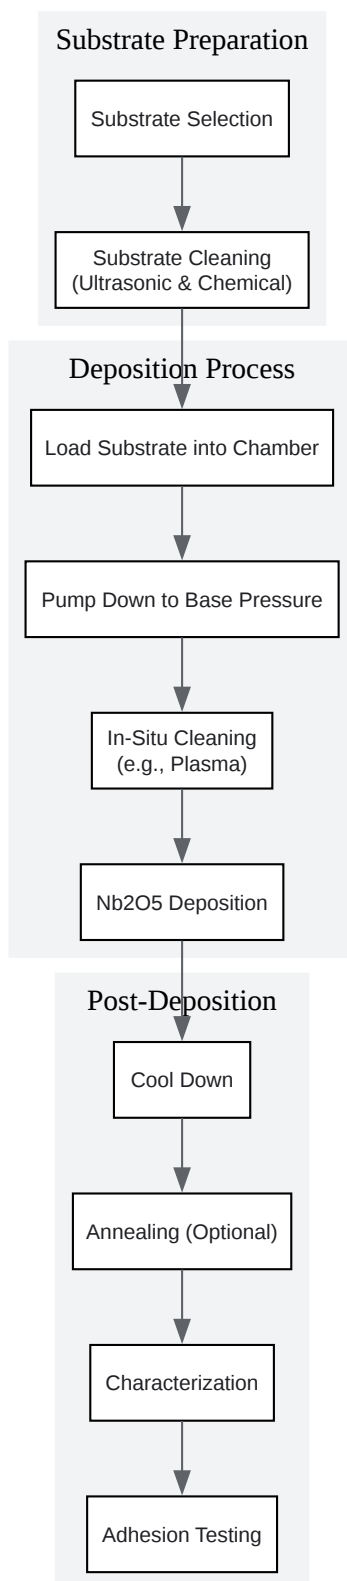 Substrate Preparation
Substrate Selection
Substrate Cleaning
(Ultrasonic & Chemical)
Deposition Process
Load Substrate into Chamber
Pump Down to Base Pressure
In-Situ Cleaning
(e.g., Plasma)
Nb2O5 Deposition
Post-Deposition
Cool Down
Annealing (Optional)
Characterization
Adhesion Testing